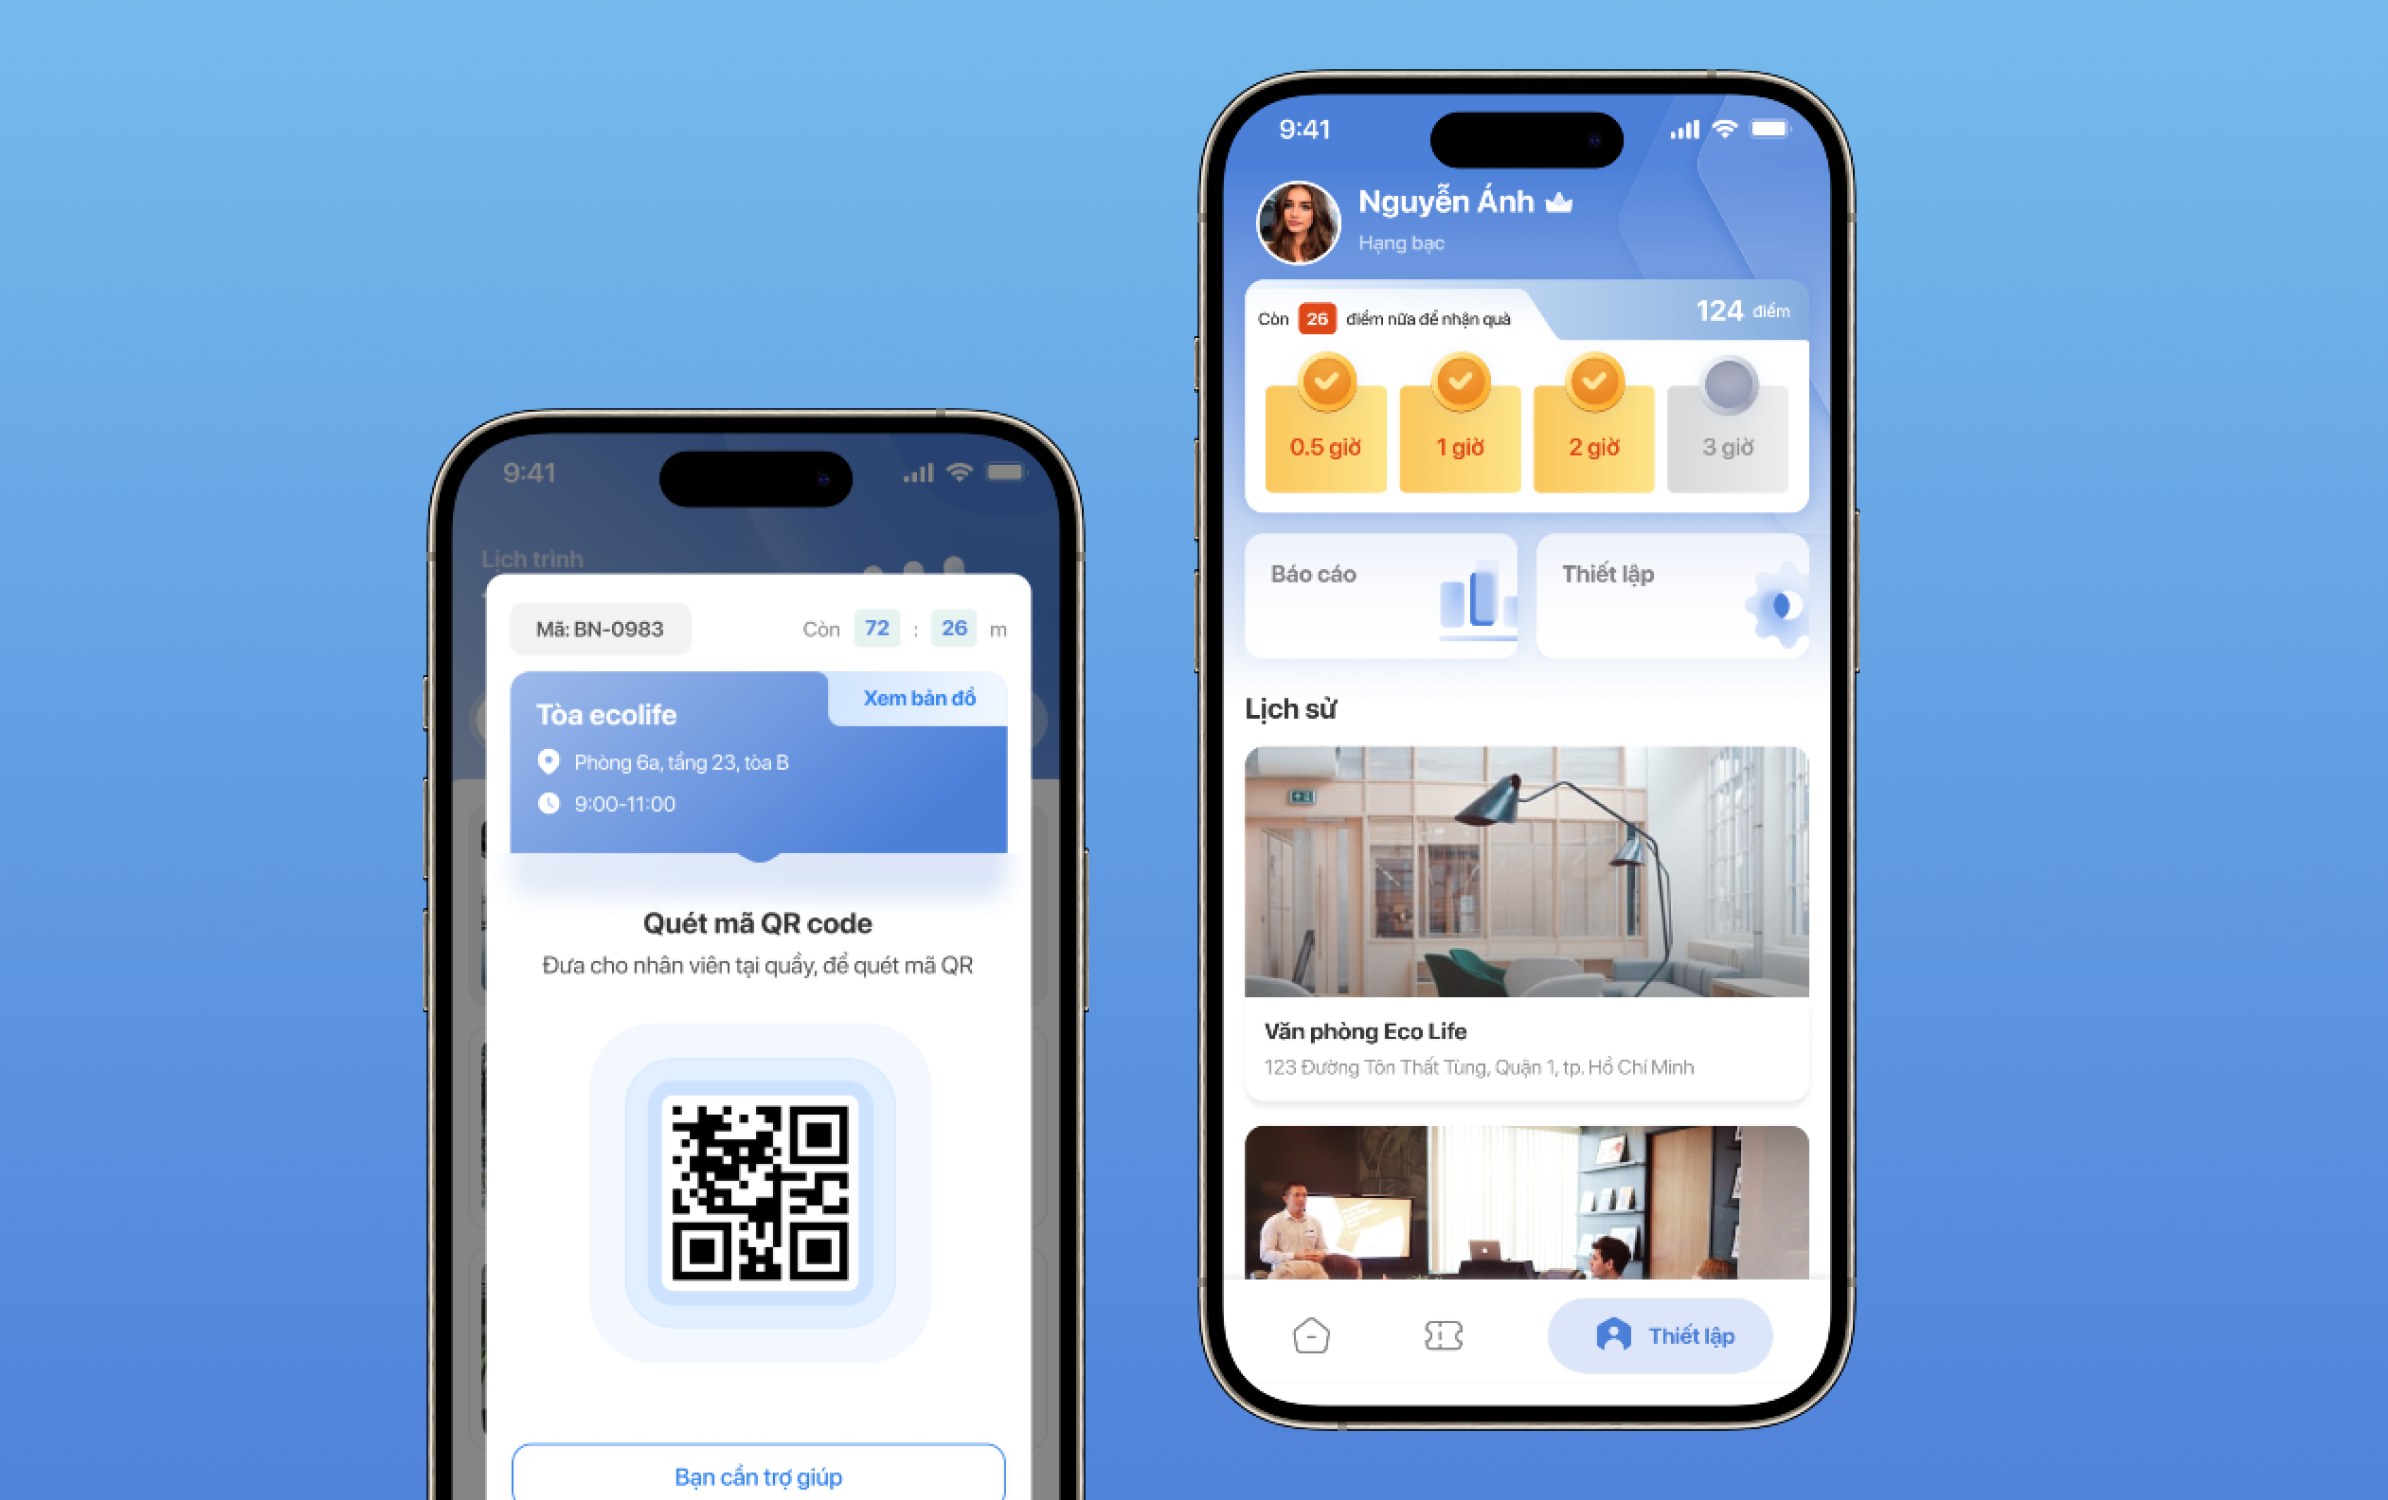 9:41
Lịch trình
Mã: BN-0983
Còn 72 : 26 m
Tòa ecolife
Xem bản đồ
Phòng 6a, tầng 23, tòa B
9:00-11:00
Quét mã QR code
Đưa cho nhân viên tại quầy, để quét mã QR
Bạn cần trợ giúp
9:41
Nguyễn Ánh
Hạng bạc
Còn 26 điểm nữa để nhận quà
124 điểm
0.5 giờ
1 giờ
2 giờ
3 giờ
Báo cáo
Thiết lập
Lịch sử
Văn phòng Eco Life
123 Đường Tôn Thất Tùng, Quận 1, tp. Hồ Chí Minh
Thiết lập